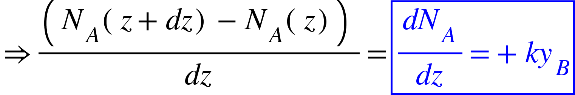 ⇒ ( N_A( z + dz) − N_A( z) ) / dz = dN_A / dz = + ky_B